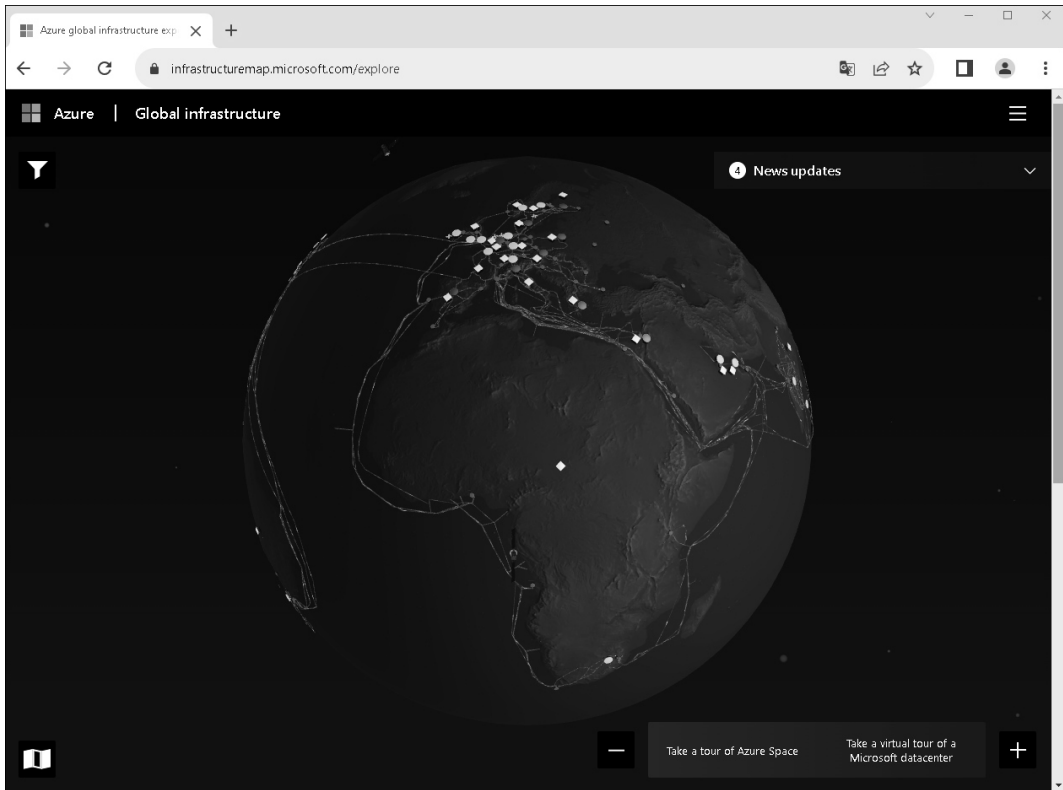 Azure global infrastructure exp
infrastructuremap.microsoft.com/explore
Azure | Global infrastructure
4 News updates
Take a tour of Azure Space
Take a virtual tour of a
Microsoft datacenter